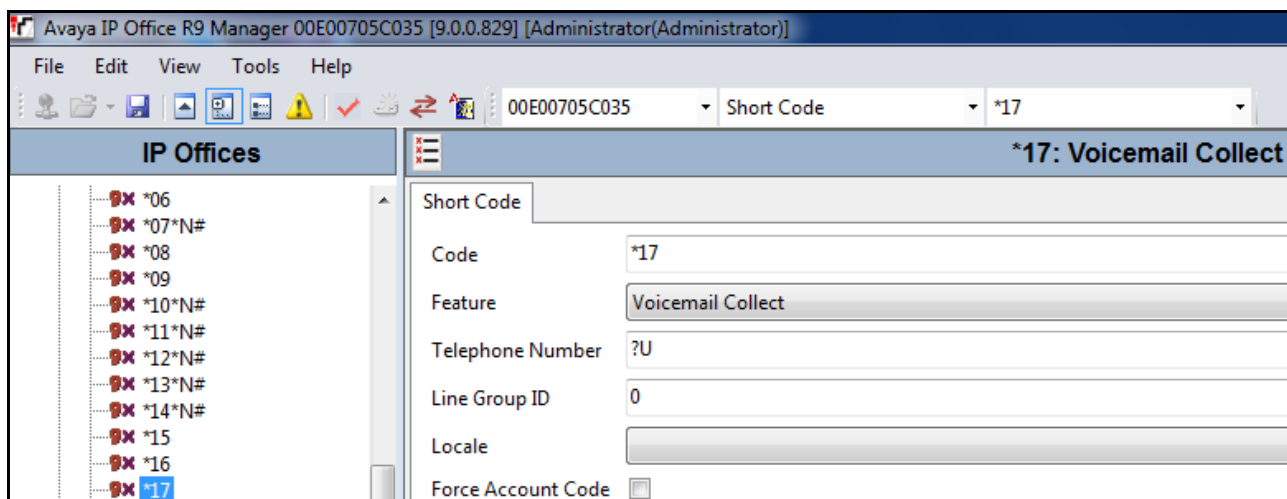 Avaya IP Office R9 Manager 00E00705C035 [9.0.0.829] [Administrator(Administrator)]
File Edit View Tools Help
00E00705C035 Short Code *17
IP Offices
*17: Voicemail Collect
*06
*07*N#
*08
*09
*10*N#
*11*N#
*12*N#
*13*N#
*14*N#
*15
*16
*17
Short Code
Code *17
Feature Voicemail Collect
Telephone Number ?U
Line Group ID 0
Locale
Force Account Code